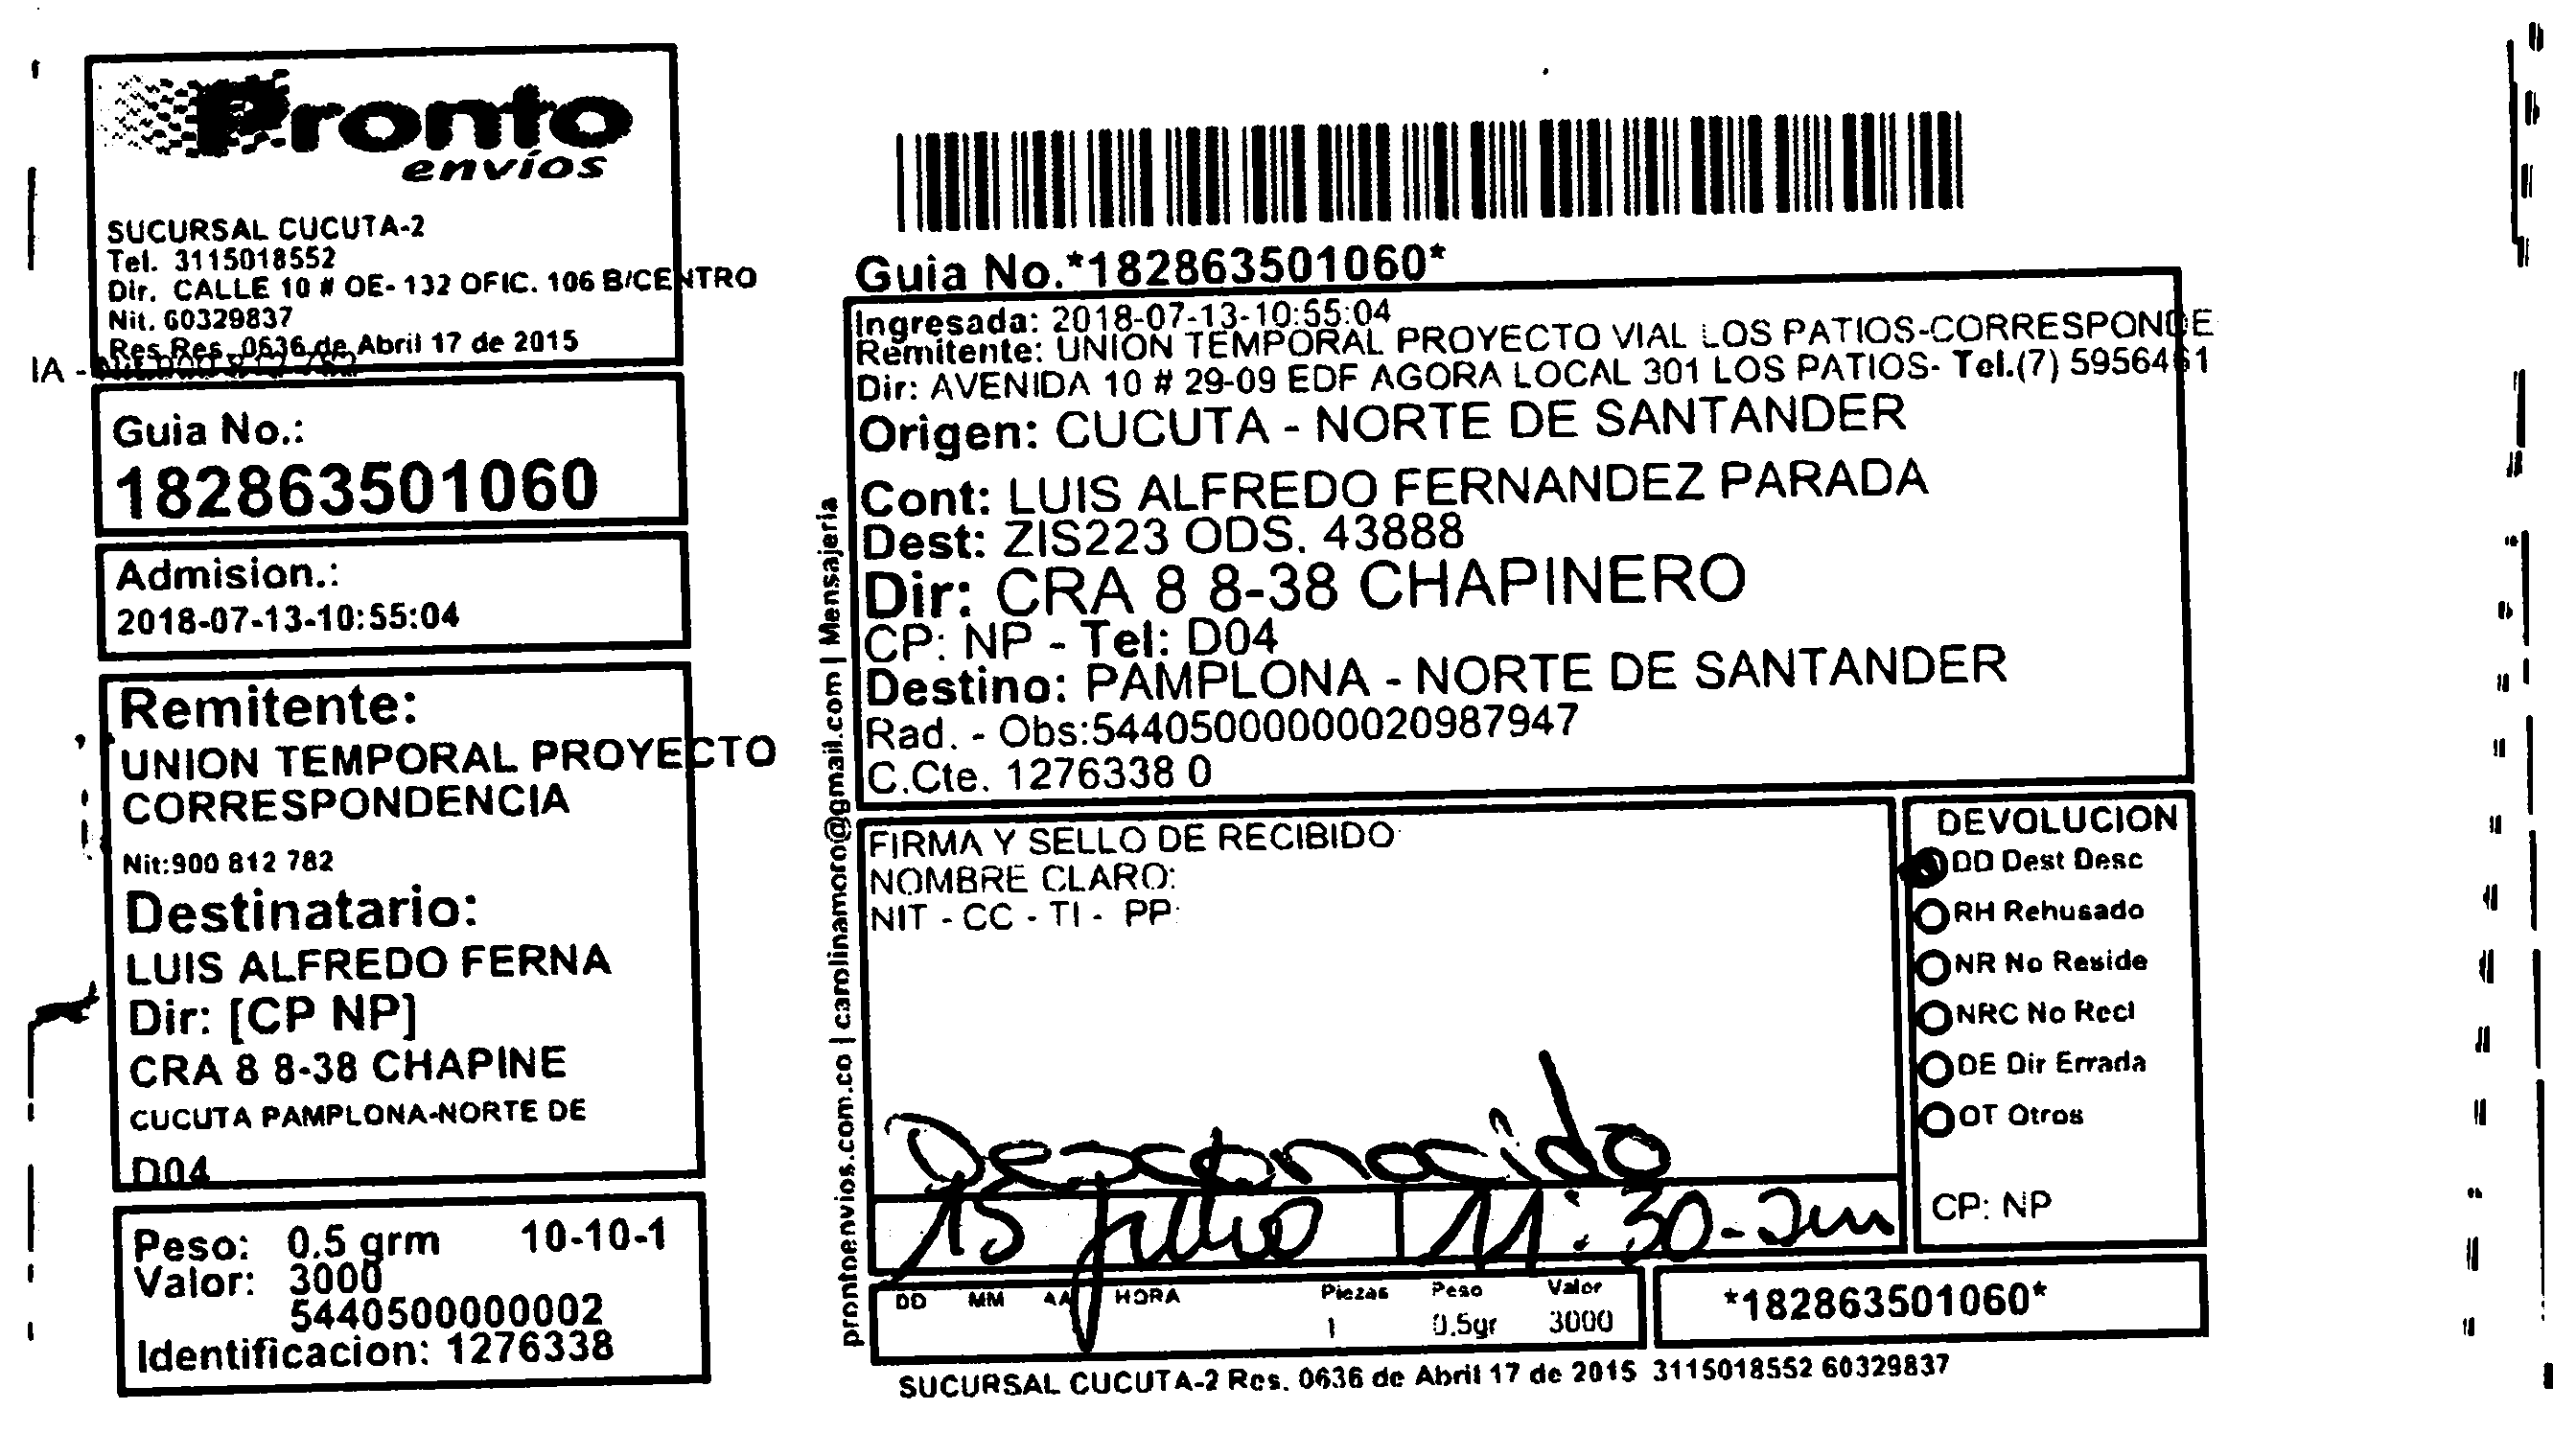 Pronto
envíos
SUCURSAL CUCUTA-2
Tel. 3115018552
Dir. CALLE 10 # OE- 132 OFIC. 106 B/CENTRO
Nit. 60329837
Res Res. 0636 de Abril 17 de 2015
IA -
Guia No.:
182863501060
Admision.:
2018-07-13-10:55:04
Remitente:
UNION TEMPORAL PROYECTO
CORRESPONDENCIA
Nit:900 812 782
Destinatario:
LUIS ALFREDO FERNA
Dir: [CP NP]
CRA 8 8-38 CHAPINE
CUCUTA PAMPLONA-NORTE DE
D04
Peso: 0.5 grm 10-10-1
Valor: 3000
5440500000002
Identificacion: 1276338
prontoenvios.com.co | carolinamoro@gmail.com | Mensajeria
Guia No.*182863501060*
Ingresada: 2018-07-13-10:55:04
Remitente: UNION TEMPORAL PROYECTO VIAL LOS PATIOS-CORRESPONDE
Dir: AVENIDA 10 # 29-09 EDF AGORA LOCAL 301 LOS PATIOS- Tel.(7) 5956461
Origen: CUCUTA - NORTE DE SANTANDER
Cont: LUIS ALFREDO FERNANDEZ PARADA
Dest: ZIS223 ODS. 43888
Dir: CRA 8 8-38 CHAPINERO
CP: NP - Tel: D04
Destino: PAMPLONA - NORTE DE SANTANDER
Rad. - Obs:54405000000020987947
C.Cte. 1276338 0
FIRMA Y SELLO DE RECIBIDO
NOMBRE CLARO:
NIT - CC - TI - PP
Desconocido
15 Julio 11:30-
DD MM AA HORA
Piezas Peso Valor
1 0.5gr 3000
DEVOLUCION
DD Dest Desc
RH Rehusado
NR No Reside
NRC No Recl
DE Dir Errada
OT Otros
CP: NP
*182863501060*
SUCURSAL CUCUTA-2 Res. 0636 de Abril 17 de 2015 3115018552 60329837